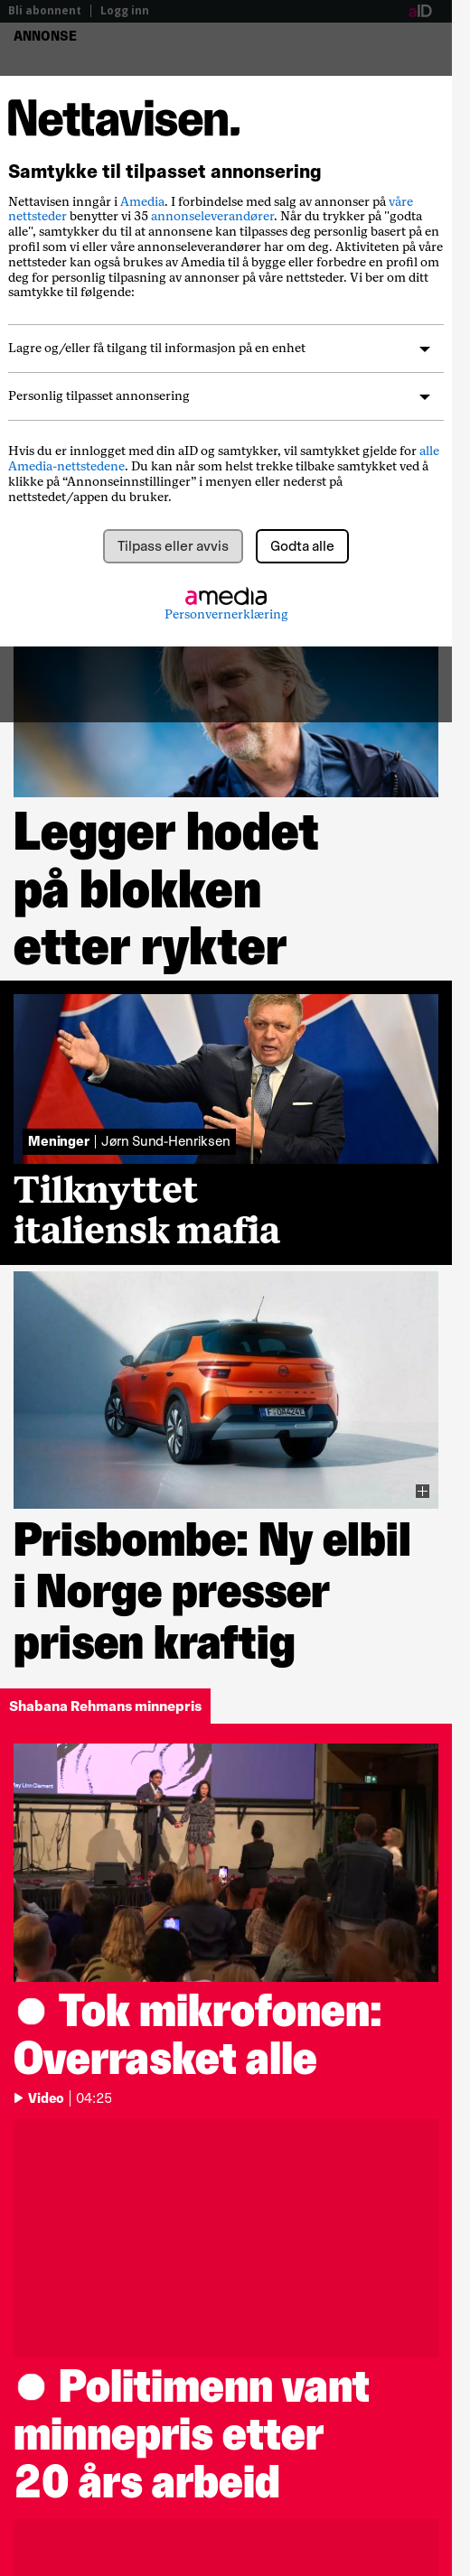 Bli abonnent | Logg inn
aID
ANNONSE
Nettavisen.
Samtykke til tilpasset annonsering
Nettavisen inngår i Amedia. I forbindelse med salg av annonser på våre
nettsteder benytter vi 35 annonseleverandører. Når du trykker på "godta
alle", samtykker du til at annonsene kan tilpasses deg personlig basert på en
profil som vi eller våre annonseleverandører har om deg. Aktiviteten på våre
nettsteder kan også brukes av Amedia til å bygge eller forbedre en profil om
deg for personlig tilpasning av annonser på våre nettsteder. Vi ber om ditt
samtykke til følgende:
Lagre og/eller få tilgang til informasjon på en enhet
Personlig tilpasset annonsering
Hvis du er innlogget med din aID og samtykker, vil samtykket gjelde for alle
Amedia-nettstedene. Du kan når som helst trekke tilbake samtykket ved å
klikke på “Annonseinnstillinger” i menyen eller nederst på
nettstedet/appen du bruker.
Tilpass eller avvis
Godta alle
amedia
Personvernerklæring
Legger hodet
på blokken
etter rykter
Meninger | Jørn Sund-Henriksen
Tilknyttet
italiensk mafia
Prisbombe: Ny elbil
i Norge presser
prisen kraftig
Shabana Rehmans minnepris
Tok mikrofonen:
Overrasket alle
Video | 04:25
Politimenn vant
minnepris etter
20 års arbeid